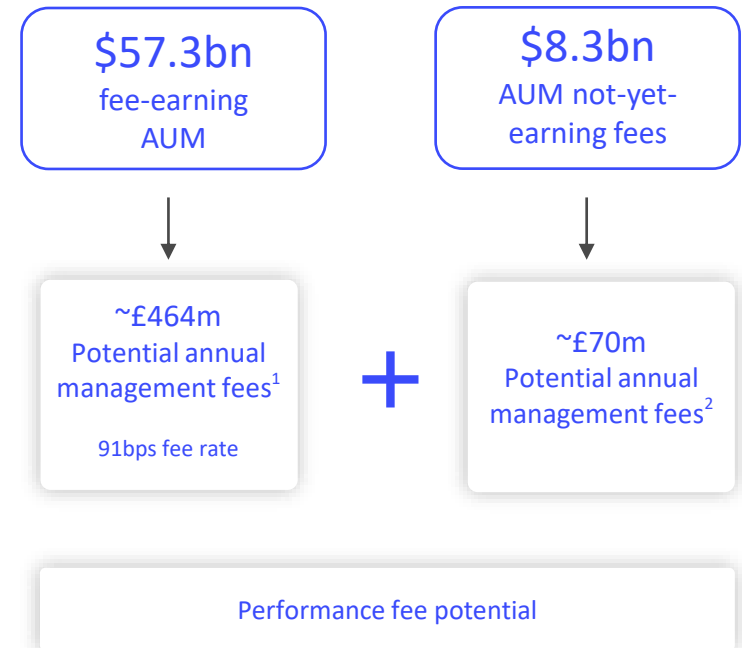 $57.3bn
fee-earning
AUM
$8.3bn
AUM not-yet-
earning fees
~£464m
Potential annual
management fees1
91bps fee rate
+
~£70m
Potential annual
management fees2
Performance fee potential